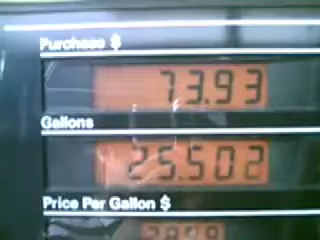 Purchase $
73.93
Gallons
25.502
Price Per Gallon $